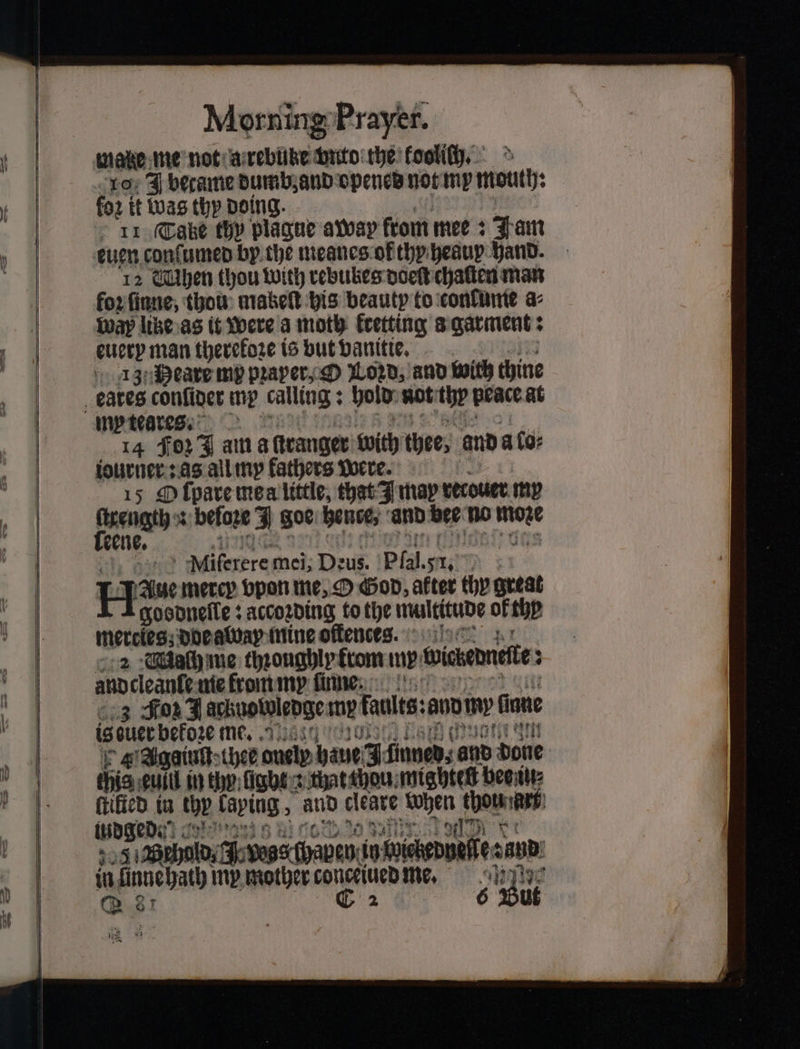 Morning Prayer.
make me not a rebuke vnto the foolish.
10 I became dumb, and opened not my mouth:
for it was thy doing.
11 Take thy plague away from mee: I am
euen consumed by the meanes of thy heauy hand.
12 When thou with rebukes doest chasten man
for sinne, thou makest his beauty to consume a-
way like as it were a moth fretting a garment:
euery man therefore is but vanitie.
13 Heare my prayer, O Lord, and with thine
eares consider my calling: hold not thy peace at
my teares.
14 For I am a stranger with thee, and a so-
iourner: as all my fathers were.
15 O spare me a little, that I may recouer my
strength: before I goe hence, and bee no more
seene.
Miserere mei, Deus. Psal. 51.
HAue mercy vpon me, O God, after thy great
goodnesse: according to the multitude of thy
mercies, doe away mine offences.
2 Wash me throughly from my wickednesse:
and cleanse me from my sinne.
3 For I acknowledge my faults: and my sinne
is euer before me.
4 Against thee onely haue I sinned, and done
this euill in thy sight: that thou mightest bee iu-
stified in thy saying, and cleare when thou art
iudged.
5 Behold, I was shapen in wickednesse: and
in sinne hath my mother conceiued me.
C 2 6 But